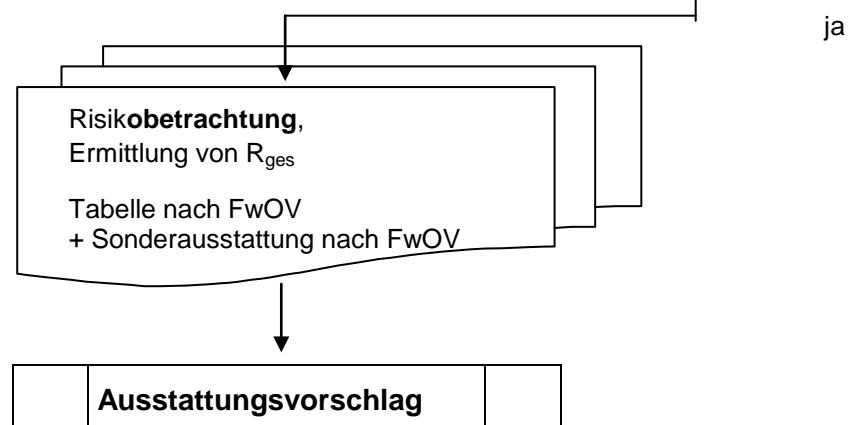 ja
Risikobetrachtung,
Ermittlung von Rges
Tabelle nach FwOV
+ Sonderausstattung nach FwOV
Ausstattungsvorschlag